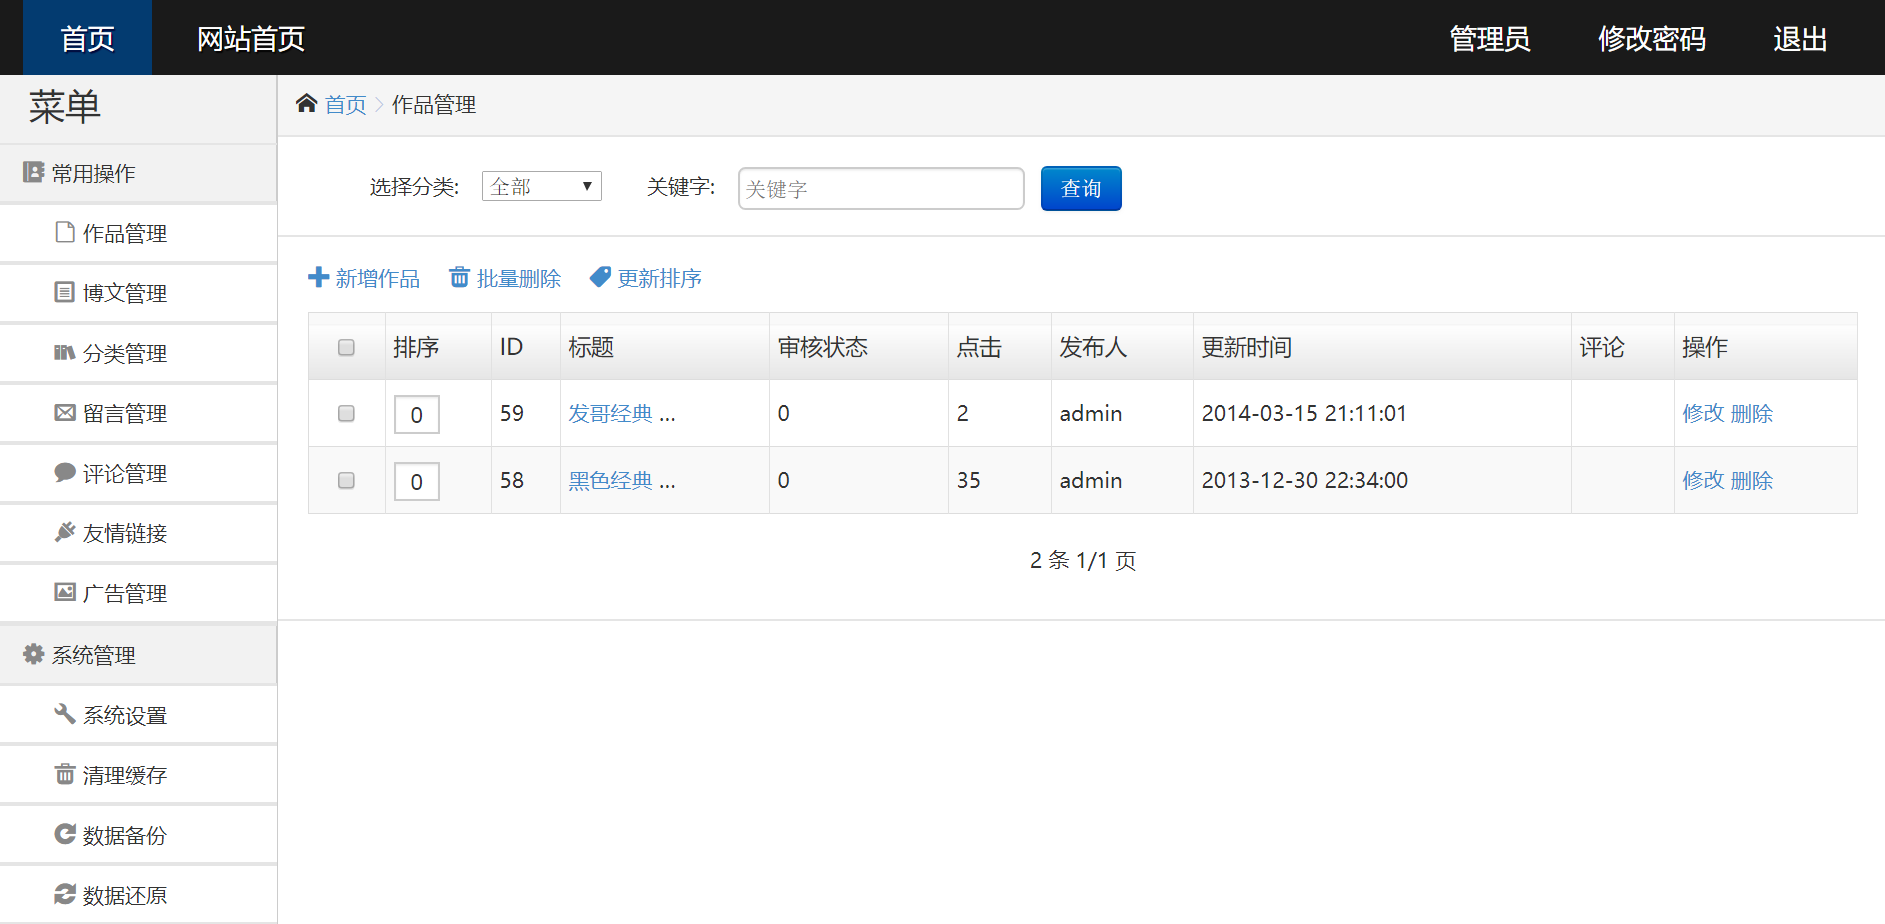 首页 网站首页 管理员 修改密码 退出
菜单
常用操作
作品管理
博文管理
分类管理
留言管理
评论管理
友情链接
广告管理
系统管理
系统设置
清理缓存
数据备份
数据还原
首页 > 作品管理
选择分类: 全部 关键字: 关键字 查询
新增作品 批量删除 更新排序
排序 ID 标题 审核状态 点击 发布人 更新时间 评论 操作
0 59 发哥经典 ... 0 2 admin 2014-03-15 21:11:01 修改 删除
0 58 黑色经典 ... 0 35 admin 2013-12-30 22:34:00 修改 删除
2 条 1/1 页